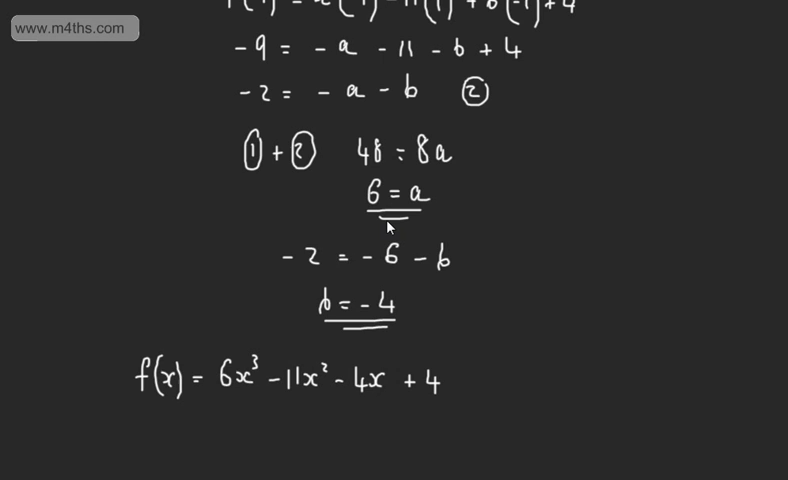 www.m4ths.com
- 9 = - a - 11 - b + 4
- 2 = - a - b ②
① + ② 48 = 8a
6 = a
- 2 = - 6 - b
b = - 4
f(x) = 6x³ - 11x² - 4x + 4